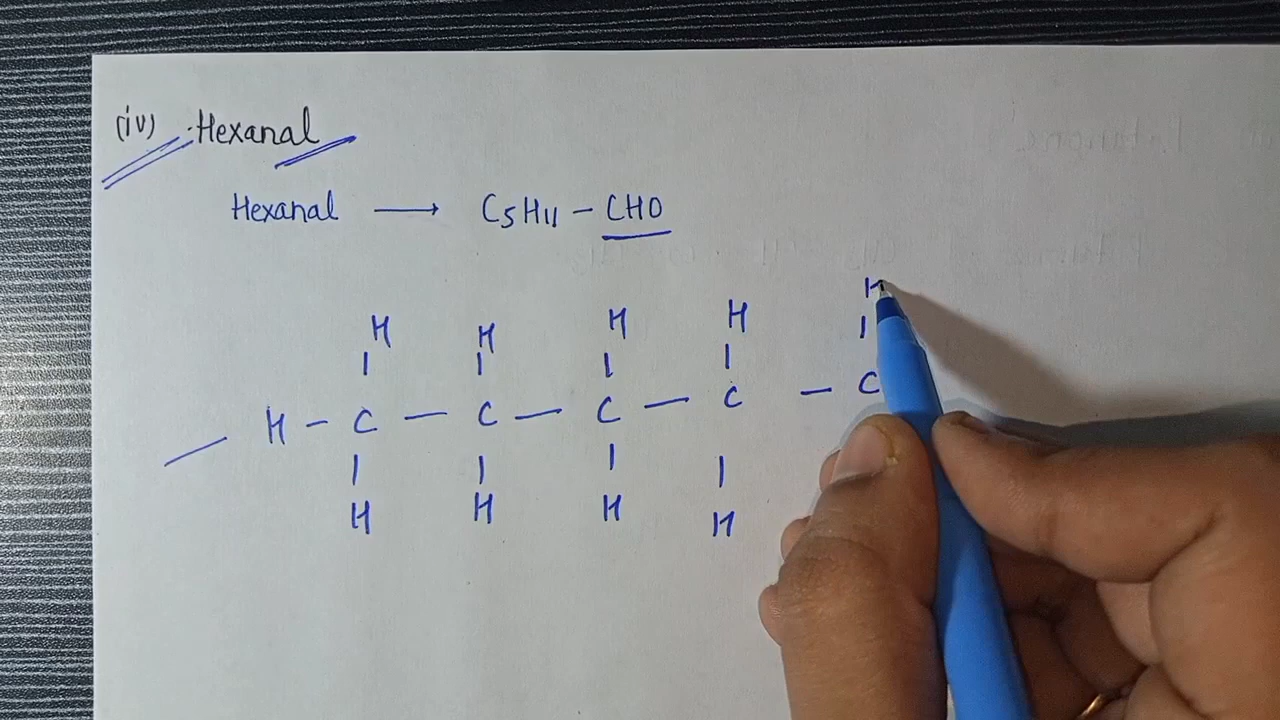 (iv) Hexanal
Hexanal → C5H11 – CHO
H H H H H
| | | | |
H – C – C – C – C – C
| | | |
H H H H